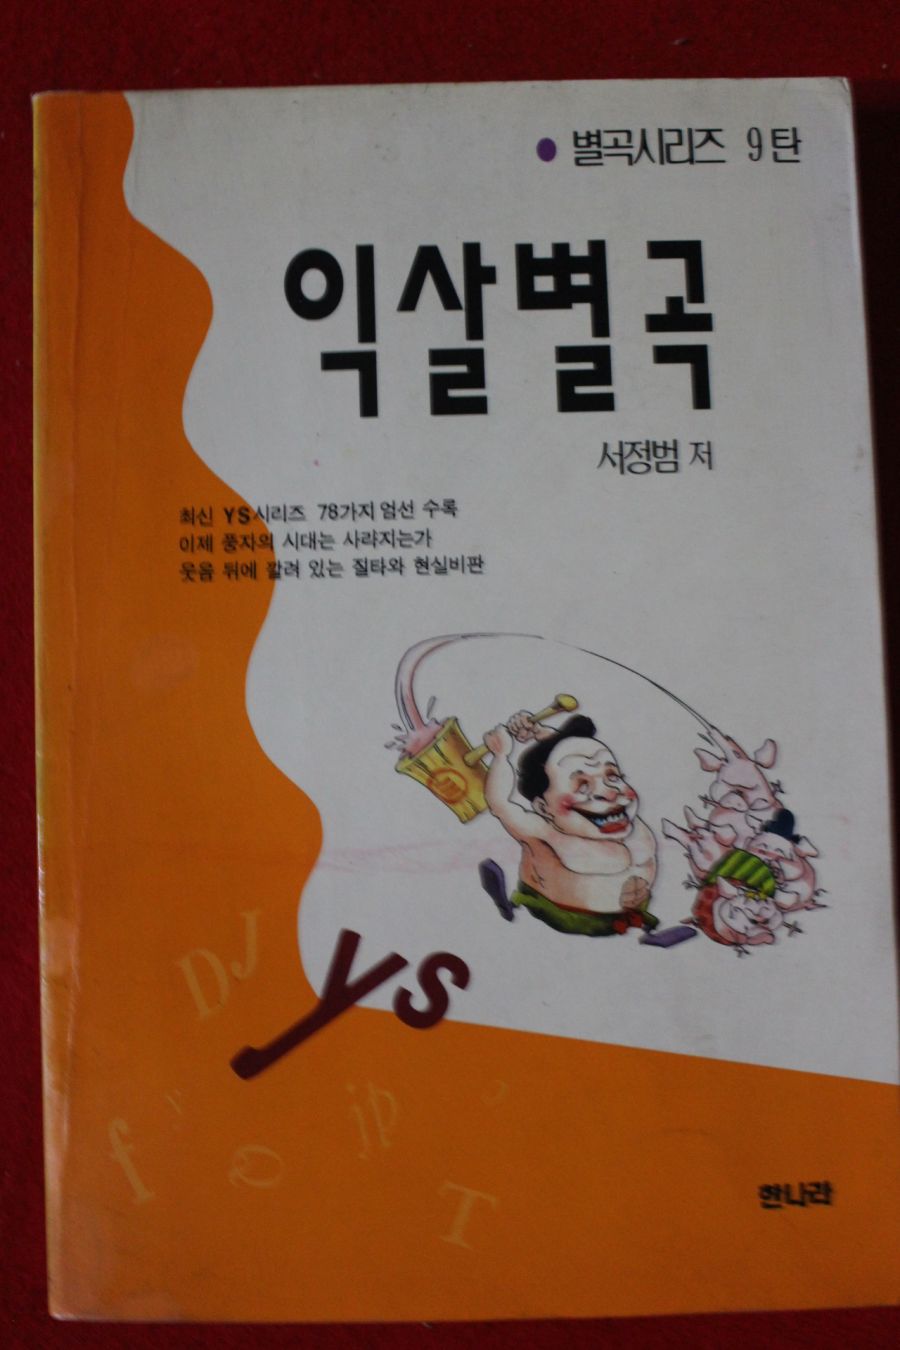 별곡시리즈 9탄
익살별곡
서정범 저
최신 YS시리즈 78가지 엄선 수록
이제 풍자의 시대는 사라지는가
웃음 뒤에 깔려 있는 질타와 현실비판
YS
DJ
f
jp
T
한나라